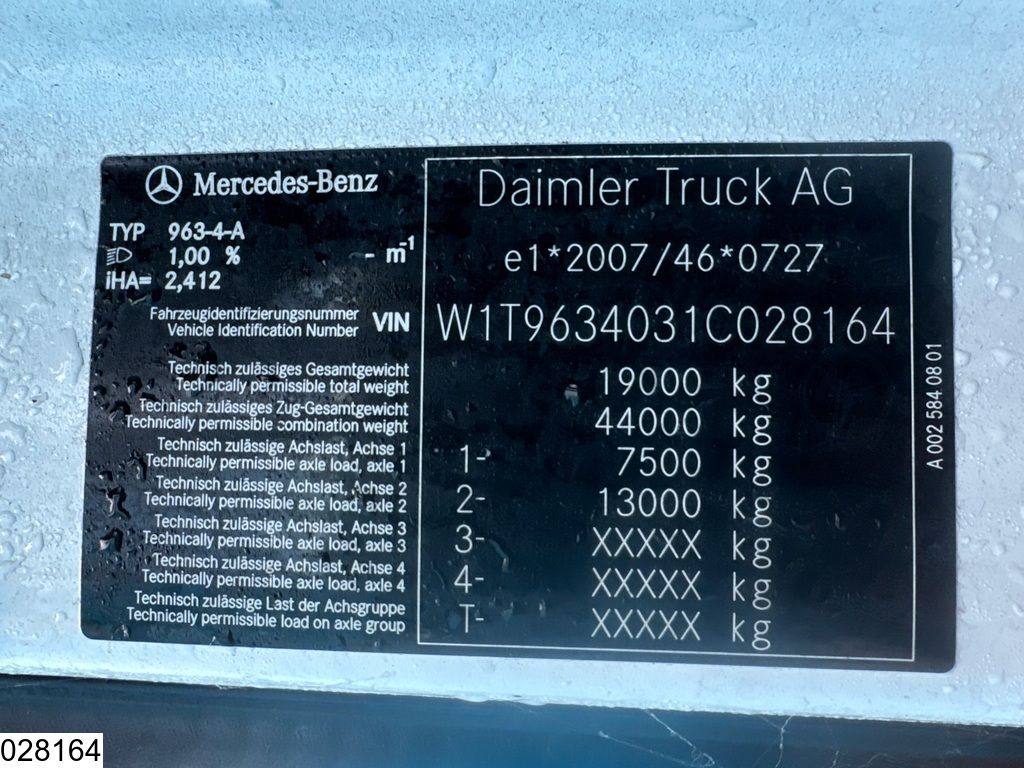 Mercedes-Benz
TYP 963-4-A
1,00 % - m-1
iHA= 2,412
Fahrzeugidentifizierungsnummer
Vehicle Identification Number VIN
Technisch zulässiges Gesamtgewicht
Technically permissible total weight
Technisch zulässiges Zug-Gesamtgewicht
Technically permissible combination weight
Technisch zulässige Achslast, Achse 1
Technically permissible axle load, axle 1
Technisch zulässige Achslast, Achse 2
Technically permissible axle load, axle 2
Technisch zulässige Achslast, Achse 3
Technically permissible axle load, axle 3
Technisch zulässige Achslast, Achse 4
Technically permissible axle load, axle 4
Technisch zulässige Last der Achsgruppe
Technically permissible load on axle group
Daimler Truck AG
e1*2007/46*0727
W1T9634031C028164
19000 kg
44000 kg
1- 7500 kg
2- 13000 kg
3- XXXXX kg
4- XXXXX kg
T- XXXXX kg
A 002 584 08 01
028164